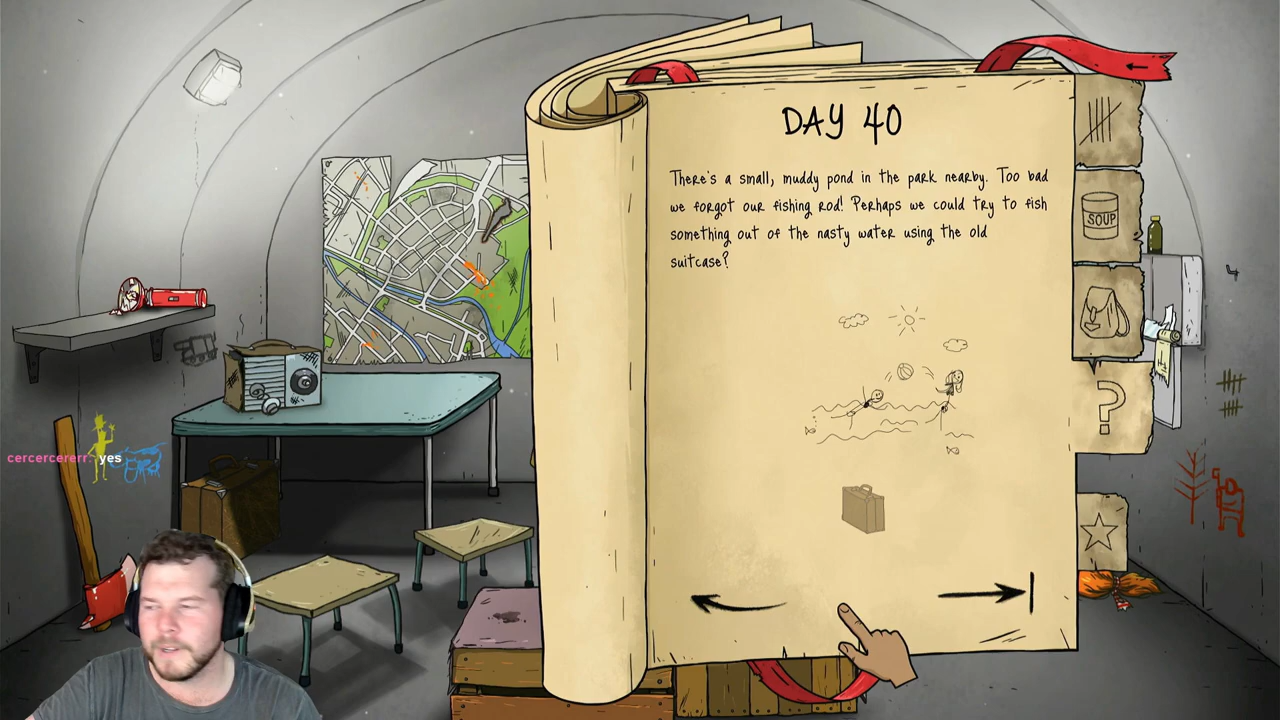 DAY 40
There's a small, muddy pond in the park nearby. Too bad
we forgot our fishing rod! Perhaps we could try to fish
something out of the nasty water using the old
suitcase?
SOUP
?
cercercererr: yes